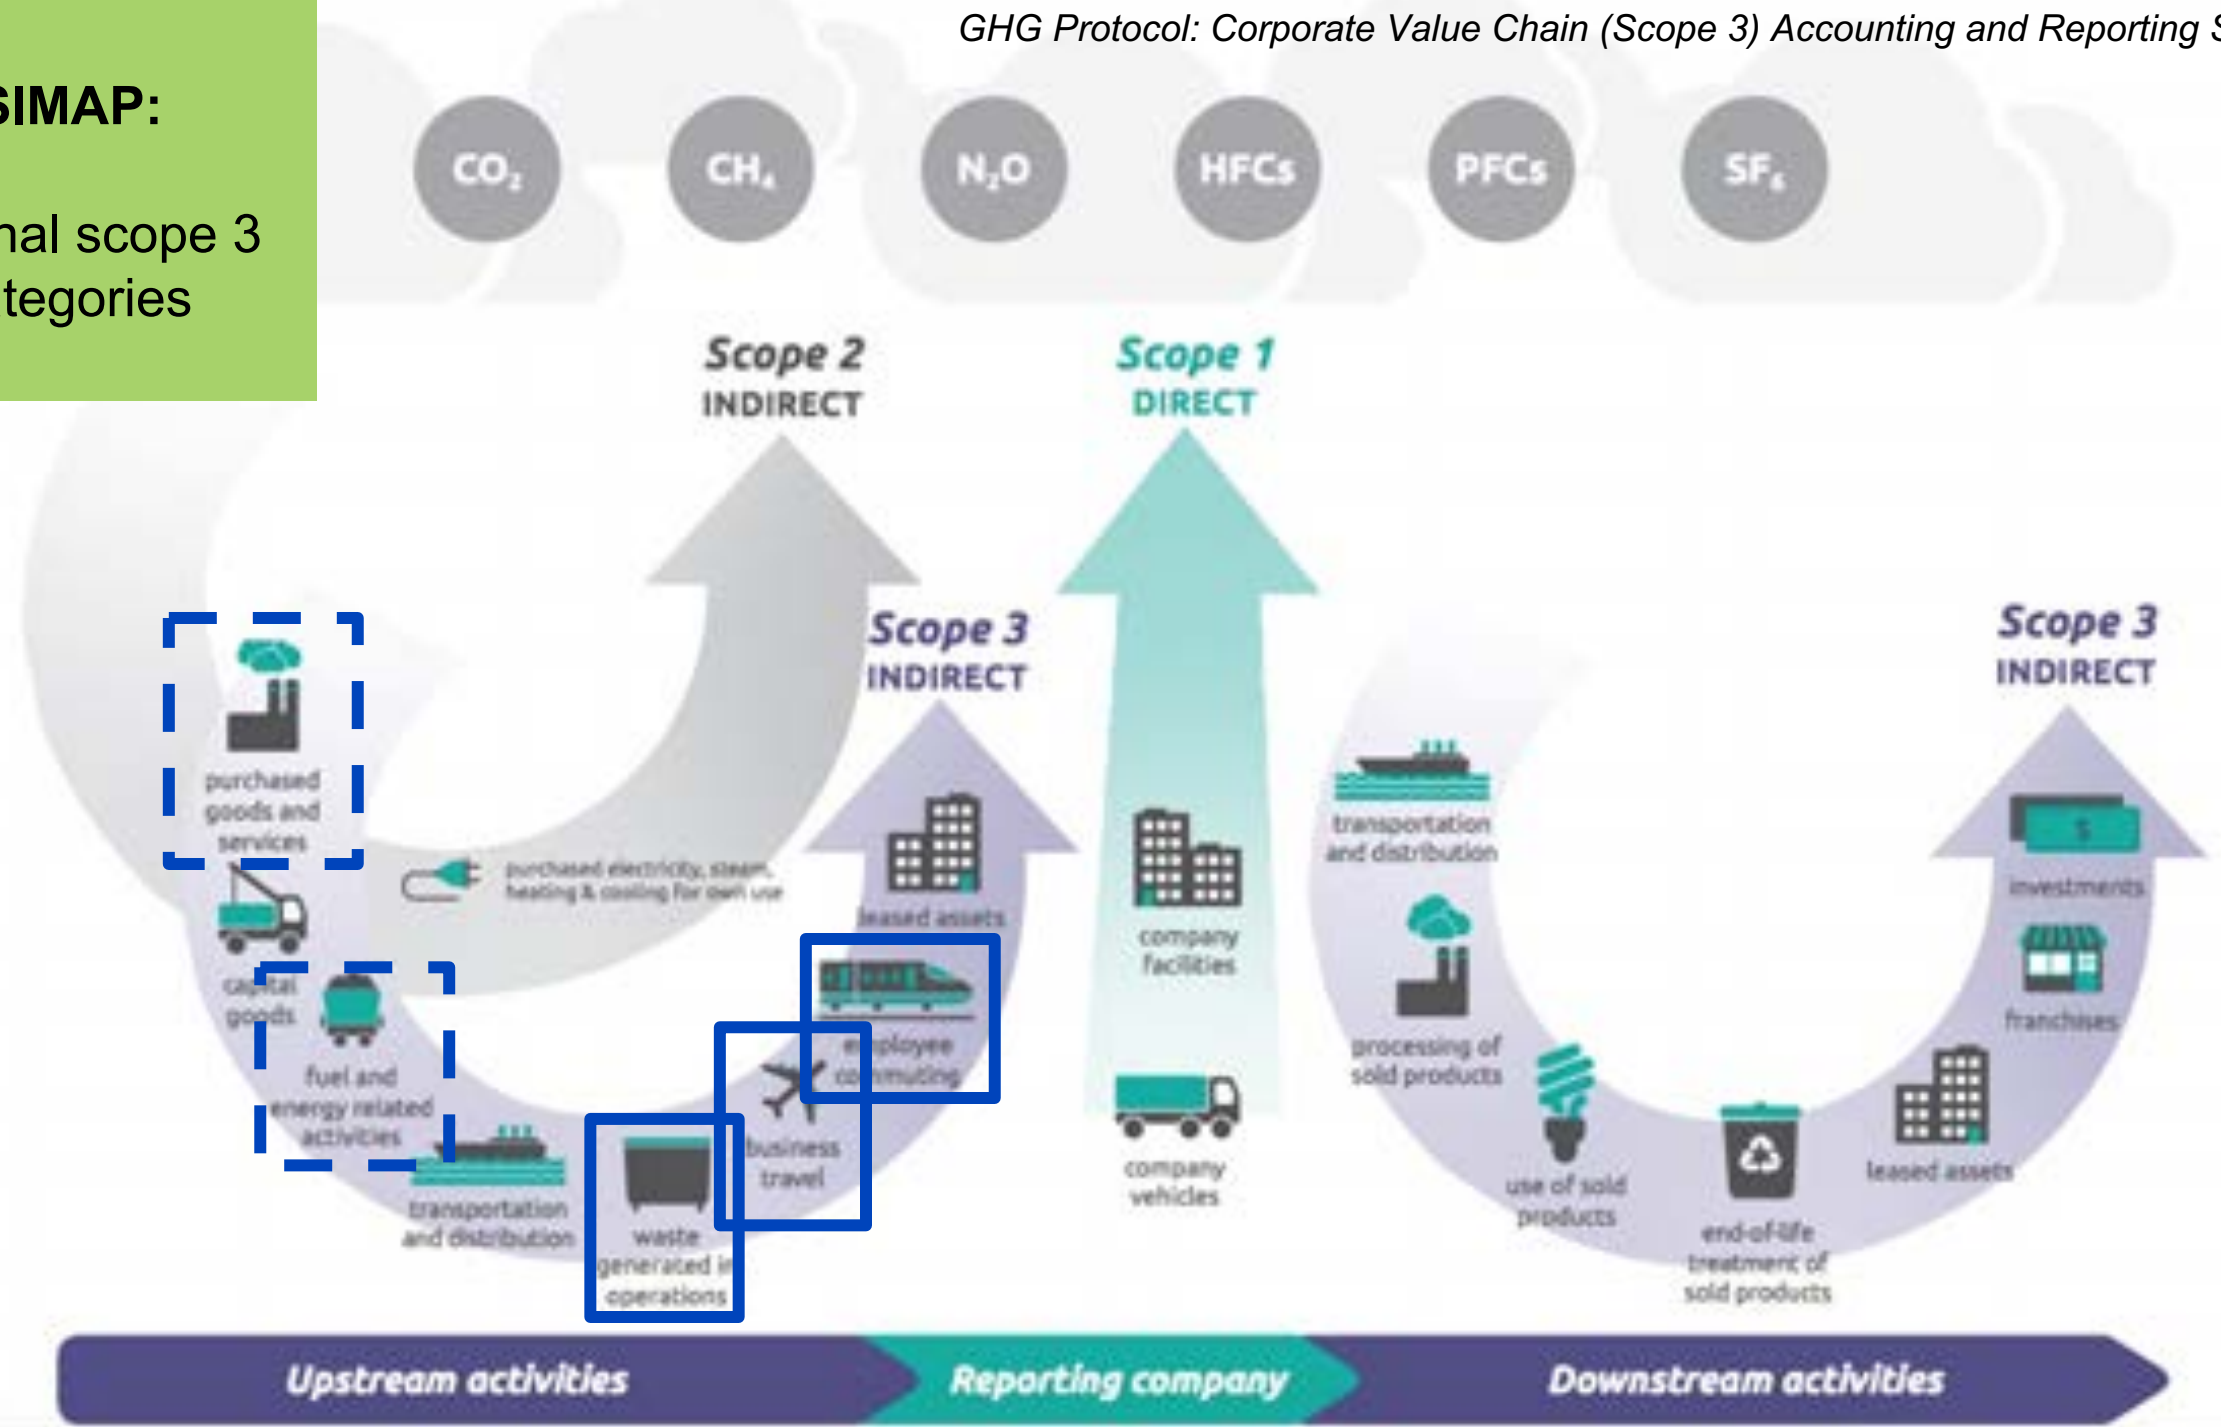 GHG Protocol: Corporate Value Chain (Scope 3) Accounting and Reporting S
SIMAP:
nal scope 3
tegories
CO₂
CH₄
N₂O
HFCs
PFCs
SF₆
Scope 2
INDIRECT
Scope 1
DIRECT
Scope 3
INDIRECT
Scope 3
INDIRECT
purchased
goods and
services
capital
goods
fuel and
energy related
activities
purchased electricity, steam,
heating & cooling for own use
transportation
and distribution
waste
generated in
operations
business
travel
employee
commuting
leased assets
company
facilities
company
vehicles
transportation
and distribution
processing of
sold products
use of sold
products
end-of-life
treatment of
sold products
leased assets
franchises
$
investments
Upstream activities
Reporting company
Downstream activities